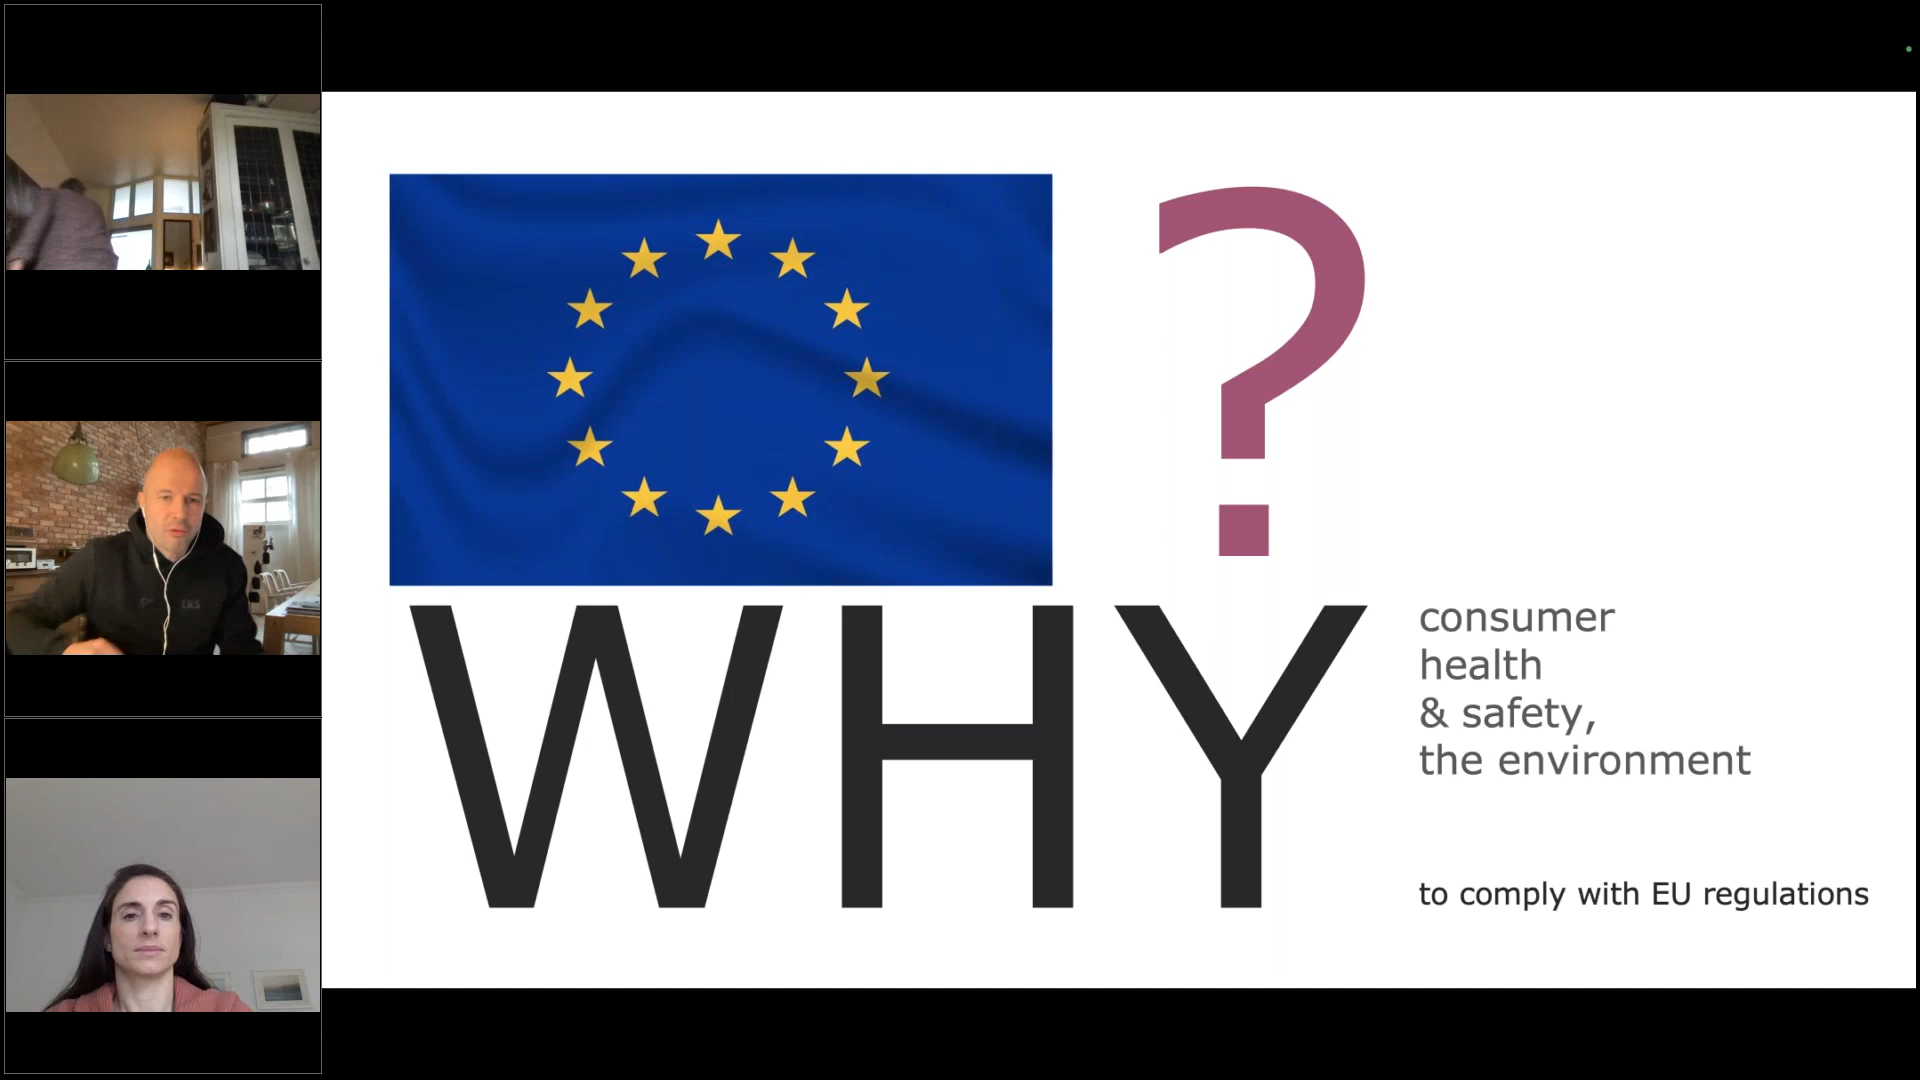 ?
WHY
consumer
health
& safety,
the environment
to comply with EU regulations